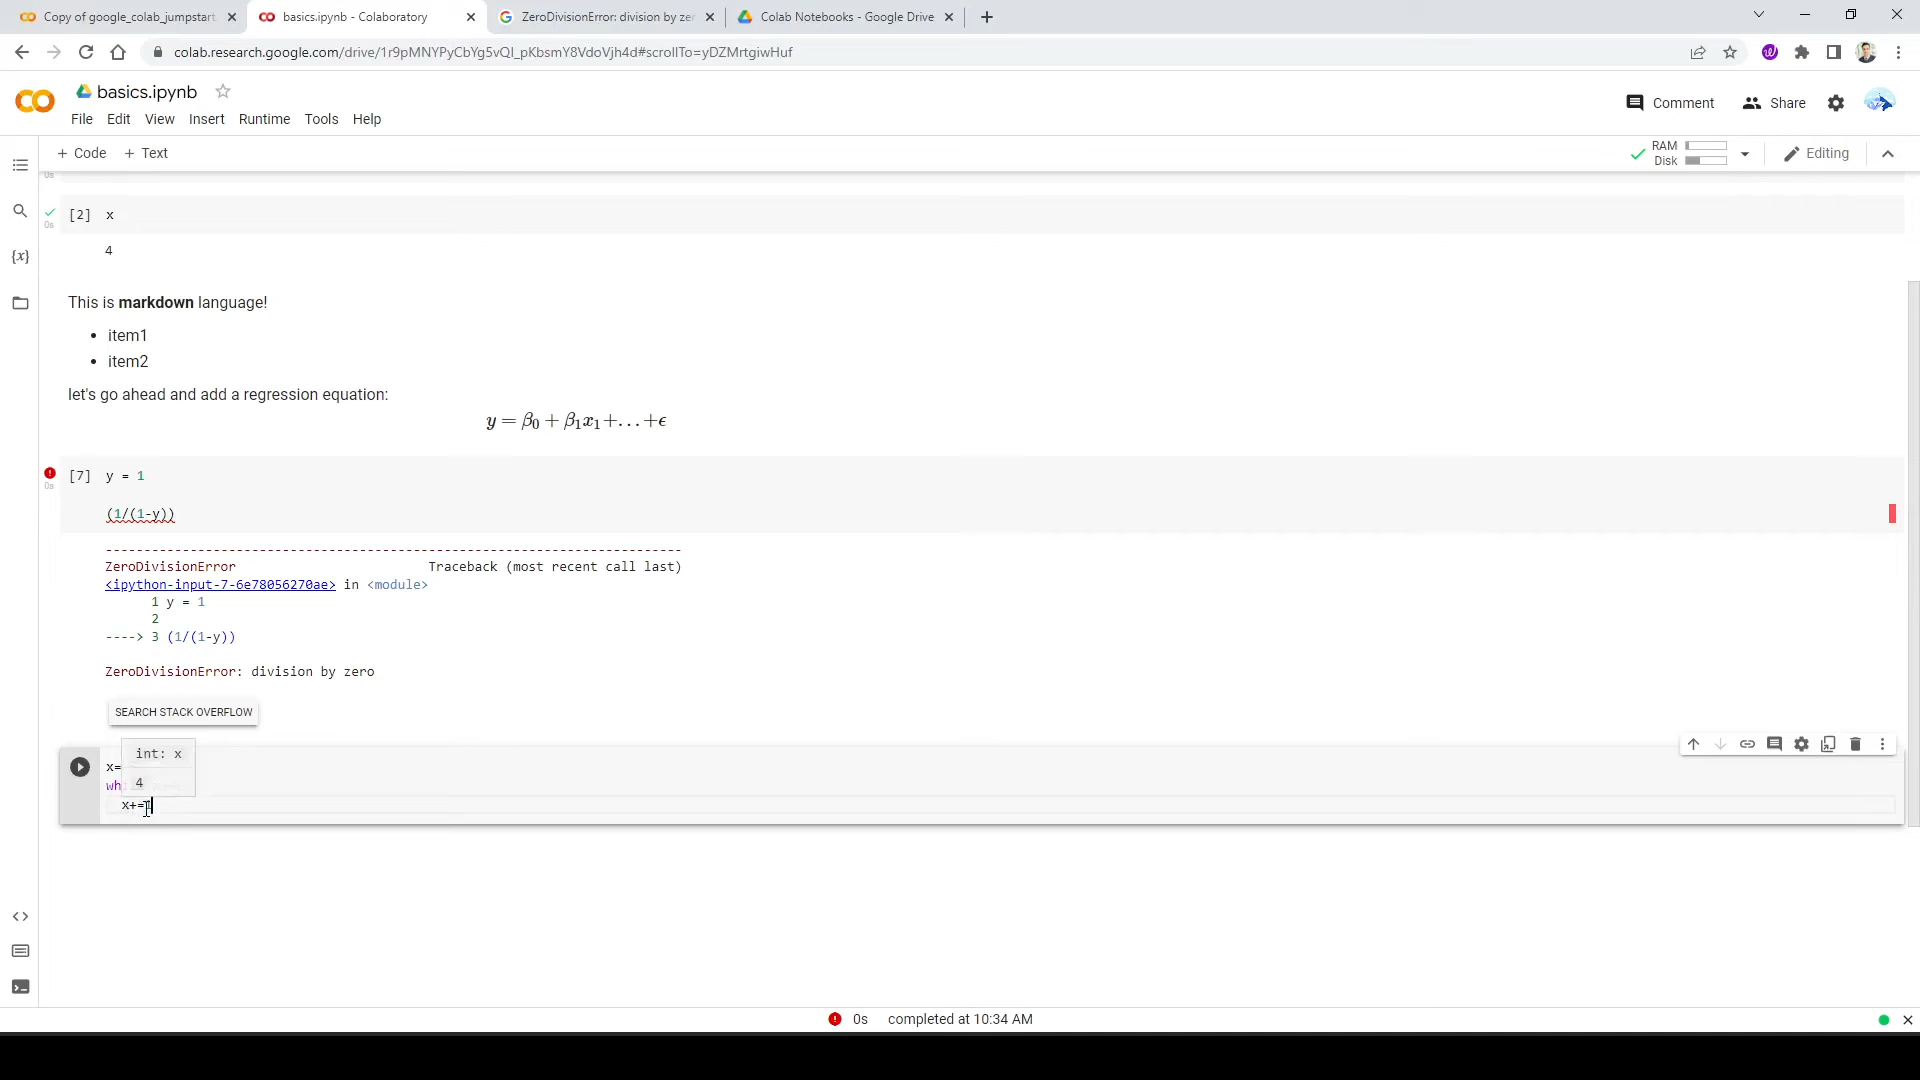 Copy of google_colab_jumpstart
basics.ipynb - Colaboratory
ZeroDivisionError: division by zer
Colab Notebooks - Google Drive
colab.research.google.com/drive/1r9pMNYPyCbYg5vQI_pKbsmY8VdoVjh4d#scrollTo=yDZMrtgiwHuf
basics.ipynb
Comment
Share
File Edit View Insert Runtime Tools Help
+ Code + Text
RAM
Disk
Editing
0s
[2] x
0s
{x}
4
This is markdown language!
• item1
• item2
let's go ahead and add a regression equation:
y = β0 + β1x1+...+ϵ
[7] y = 1
0s
(1/(1-y))
---------------------------------------------------------------------------
ZeroDivisionError Traceback (most recent call last)
<ipython-input-7-6e78056270ae> in <module>
1 y = 1
2
----> 3 (1/(1-y))
ZeroDivisionError: division by zero
SEARCH STACK OVERFLOW
int: x
x=
4
x+=
0s completed at 10:34 AM